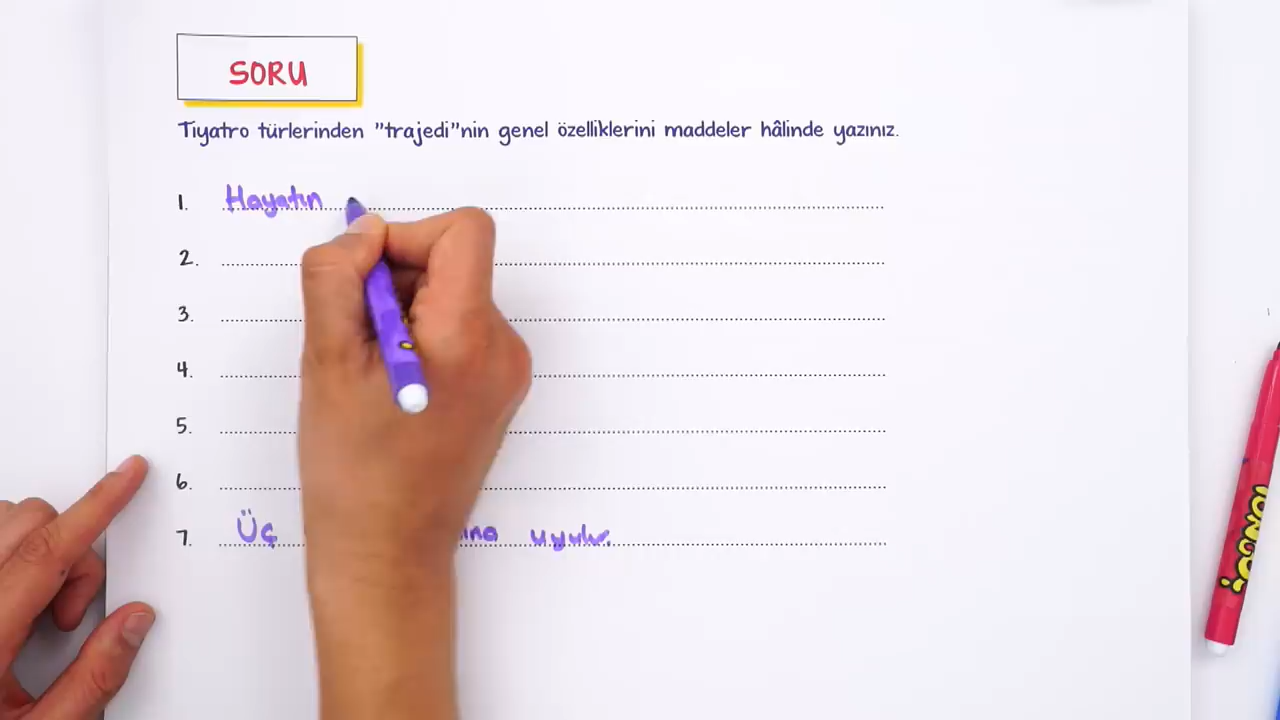 SORU
Tiyatro türlerinden "trajedi"nin genel özelliklerini maddeler hâlinde yazınız.
1. Hayatın
2.
3.
4.
5.
6.
7. Üç uyulur.